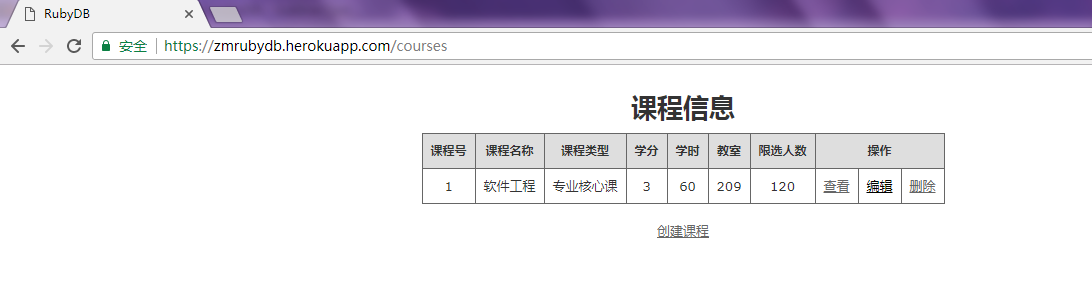 RubyDB
安全 https://zmrubydb.herokuapp.com/courses
课程信息
课程号 课程名称 课程类型 学分 学时 教室 限选人数 操作
1 软件工程 专业核心课 3 60 209 120 查看 编辑 删除
创建课程